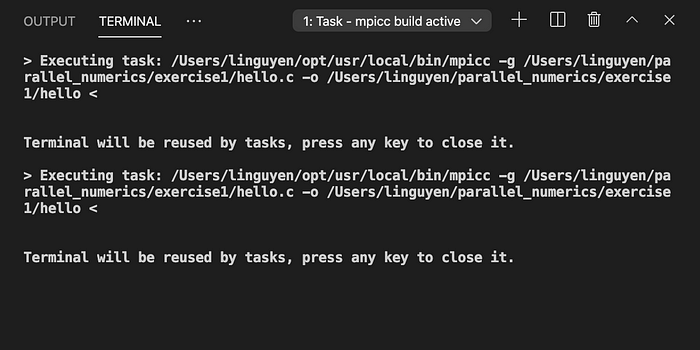 OUTPUT TERMINAL ··· 1: Task - mpicc build active
> Executing task: /Users/linguyen/opt/usr/local/bin/mpicc -g /Users/linguyen/pa
rallel_numerics/exercise1/hello.c -o /Users/linguyen/parallel_numerics/exercise
1/hello <
Terminal will be reused by tasks, press any key to close it.
> Executing task: /Users/linguyen/opt/usr/local/bin/mpicc -g /Users/linguyen/pa
rallel_numerics/exercise1/hello.c -o /Users/linguyen/parallel_numerics/exercise
1/hello <
Terminal will be reused by tasks, press any key to close it.